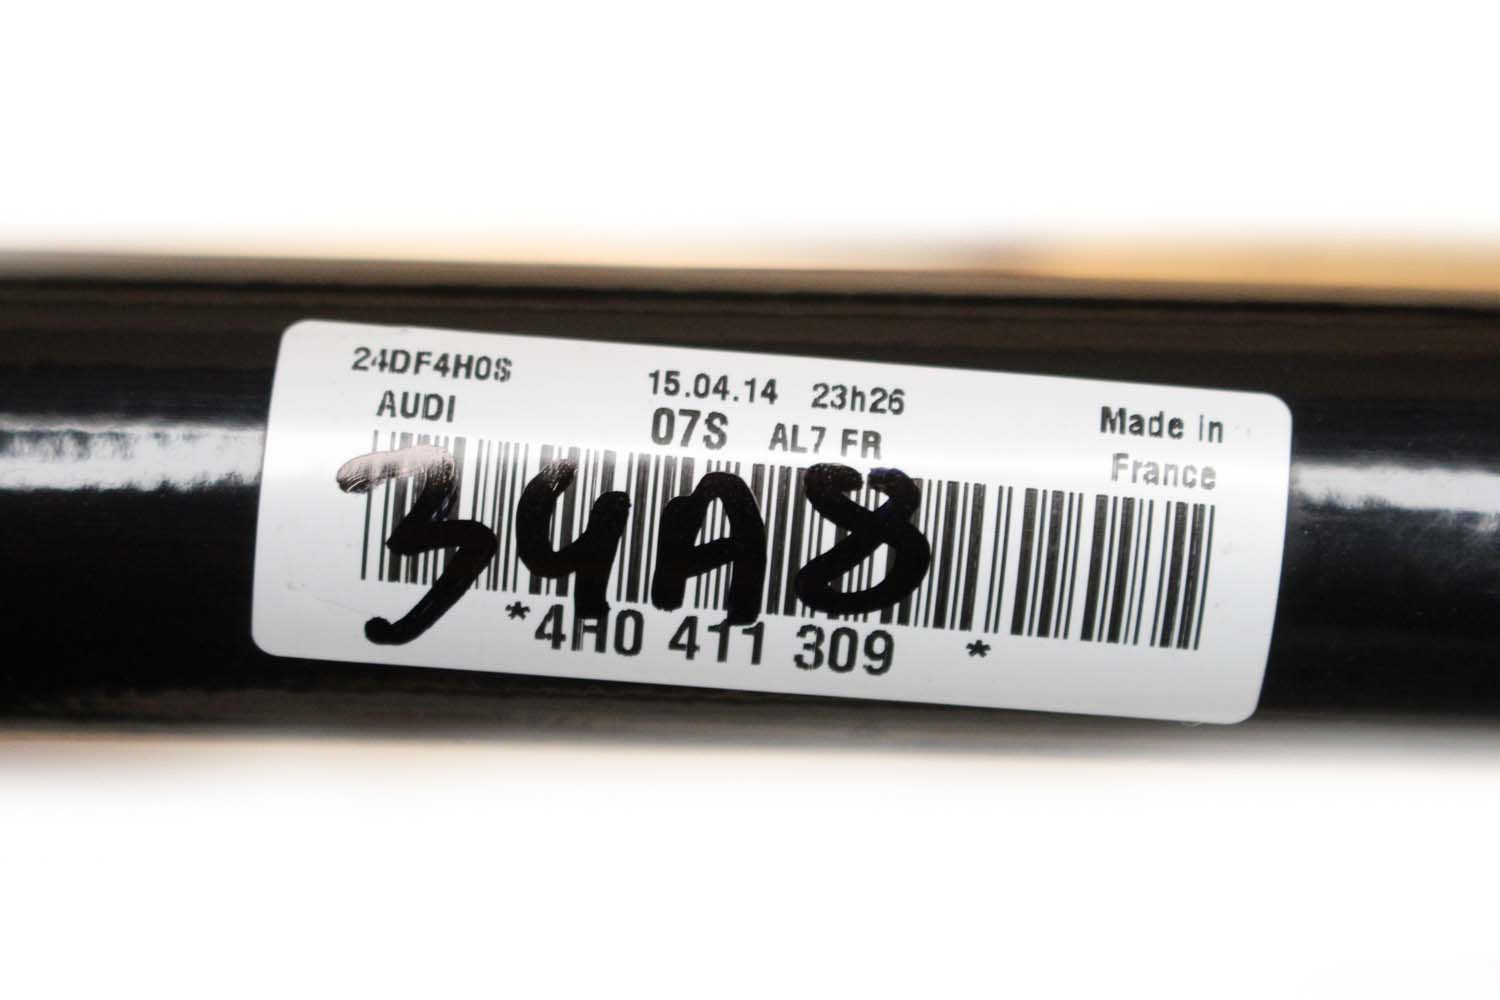 24DF4H0S 15.04.14 23h26
AUDI 07S AL7 FR Made in
France
34A8
*4H0 411 309 *